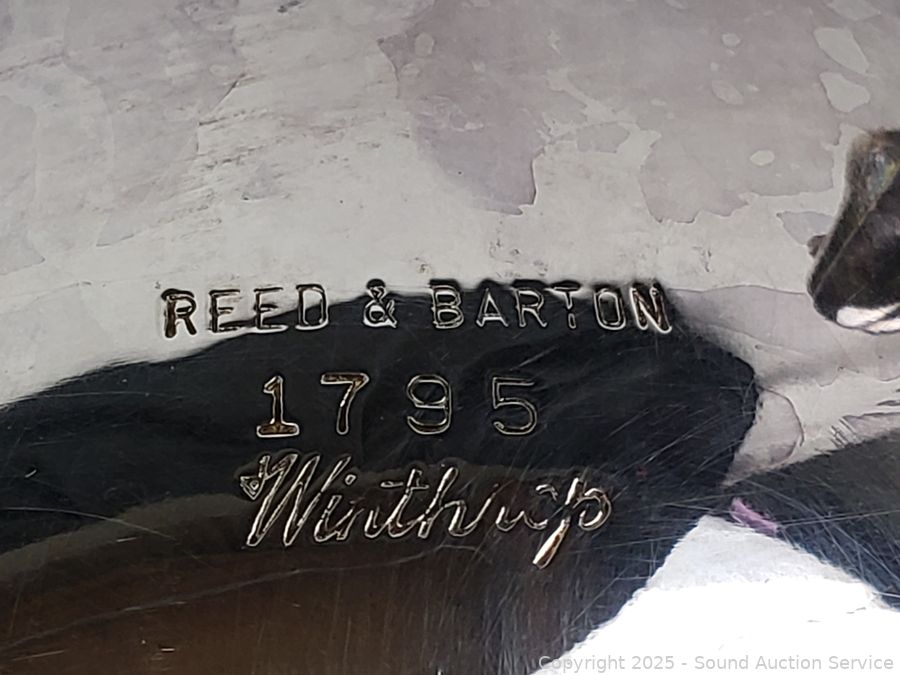 REED & BARTON
1795
Winthrop
Copyright 2025 - Sound Auction Service